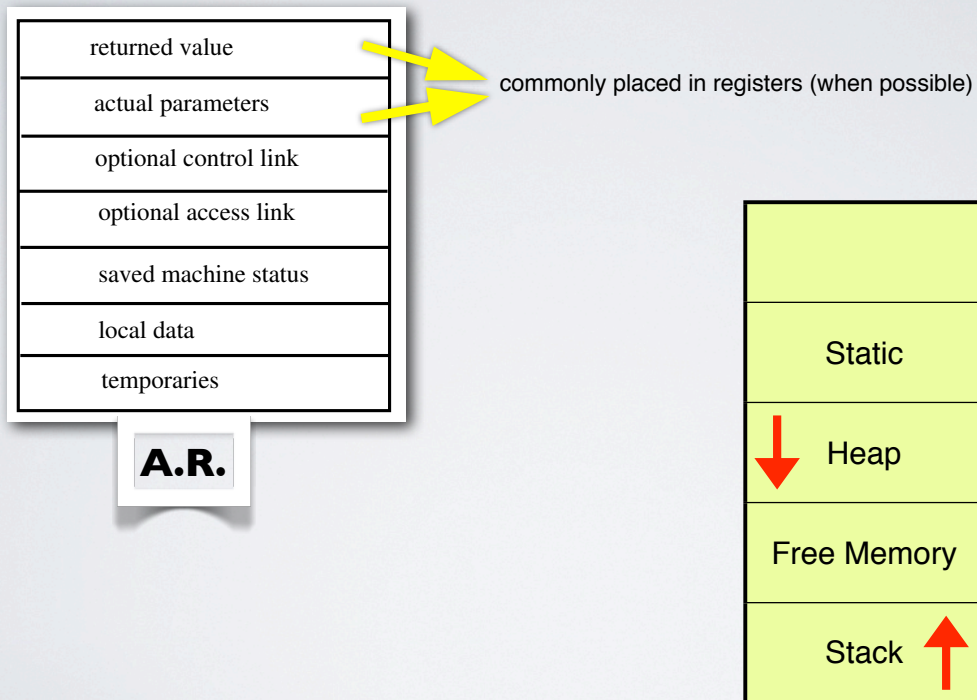 returned value
actual parameters
optional control link
optional access link
saved machine status
local data
temporaries
A.R.
commonly placed in registers (when possible)
Static
Heap
Free Memory
Stack